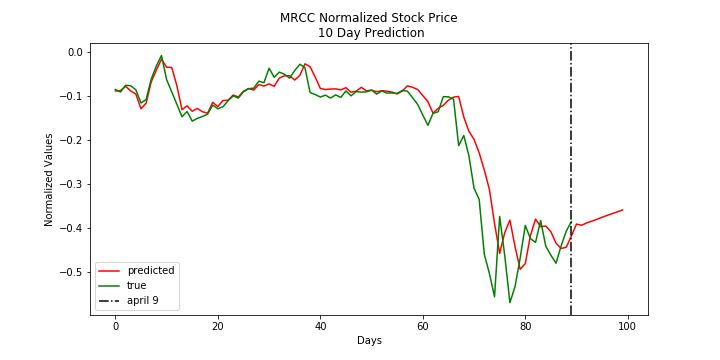 MRCC Normalized Stock Price
10 Day Prediction
Normalized Values
0.0
−0.1
−0.2
−0.3
−0.4
−0.5
predicted
true
april 9
0
20
40
60
80
100
Days